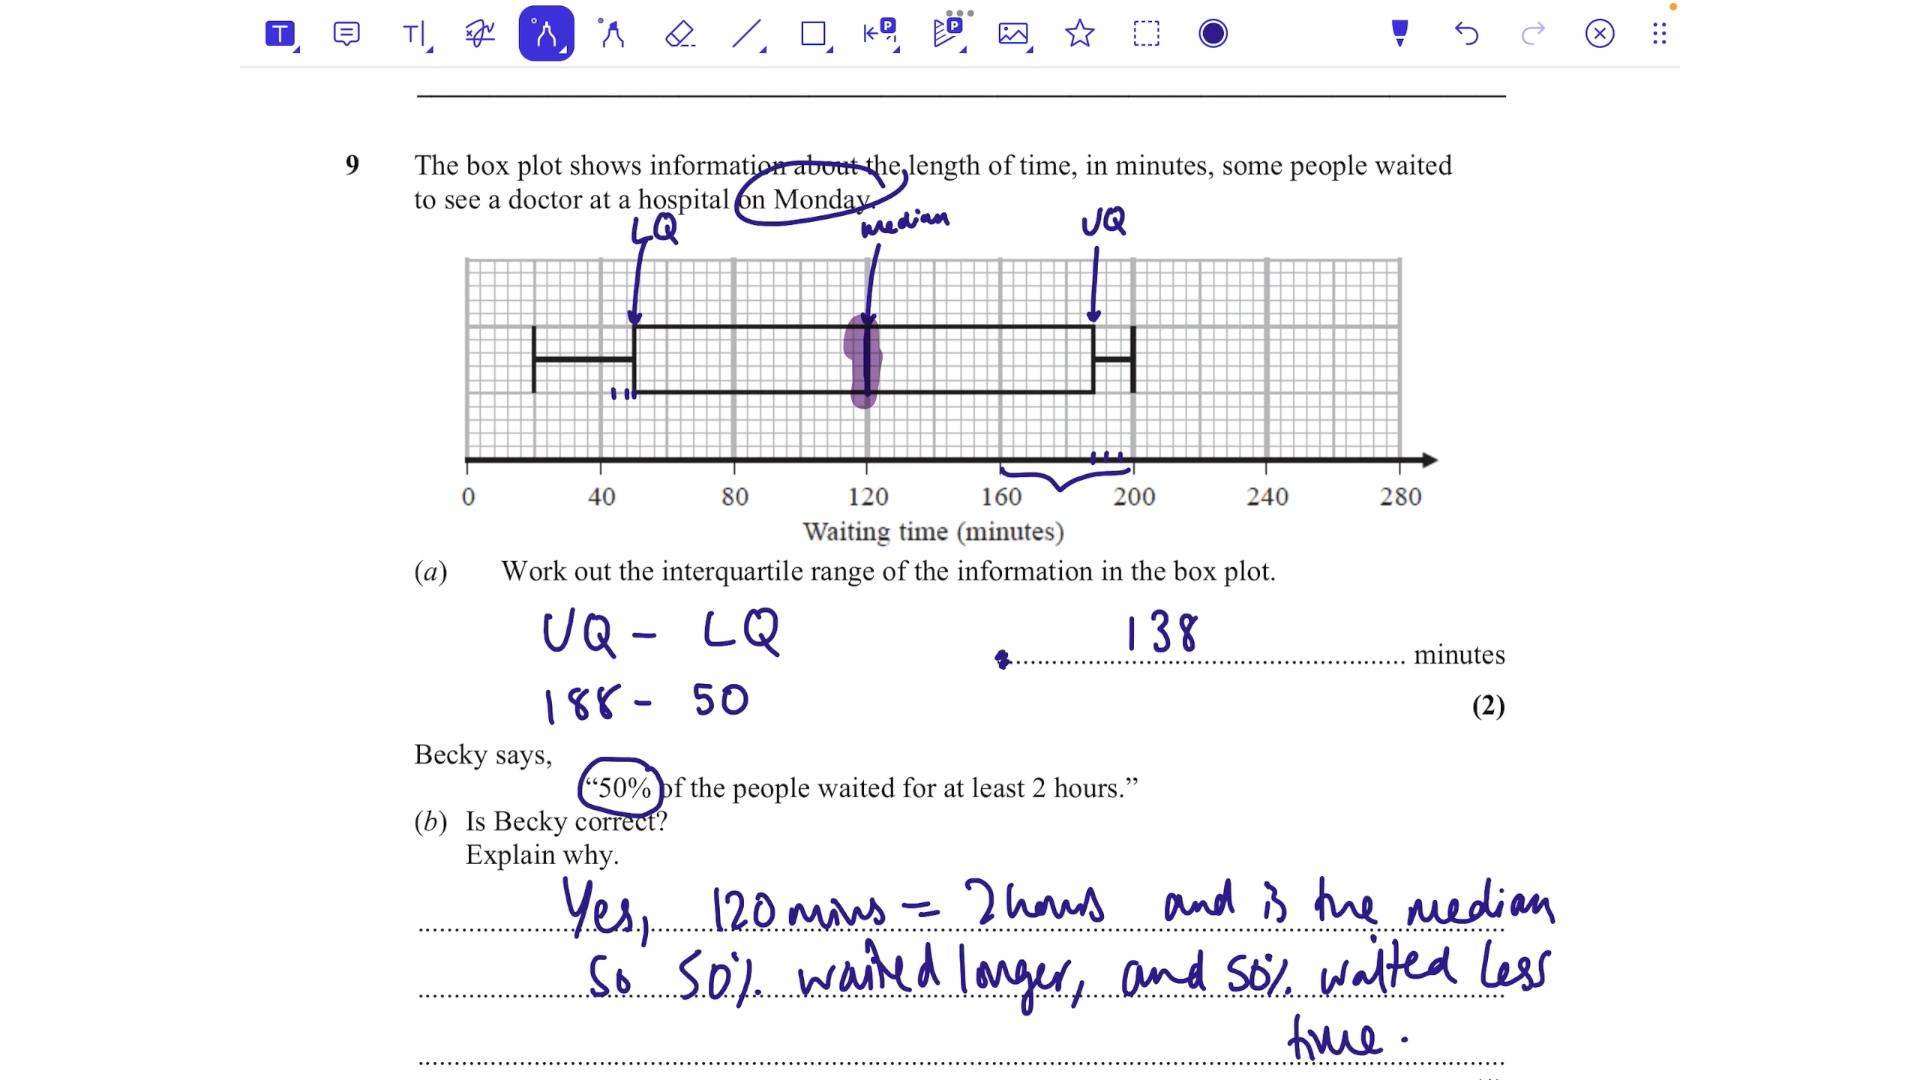 9 The box plot shows information about the length of time, in minutes, some people waited
to see a doctor at a hospital on Monday.
LQ median UQ
0 40 80 120 160 200 240 280
Waiting time (minutes)
(a) Work out the interquartile range of the information in the box plot.
UQ - LQ
138
minutes
188 - 50
(2)
Becky says,
“50% of the people waited for at least 2 hours.”
(b) Is Becky correct?
Explain why.
Yes, 120 mins = 2 hours and is the median
so 50% waited longer, and 50% waited less
time.